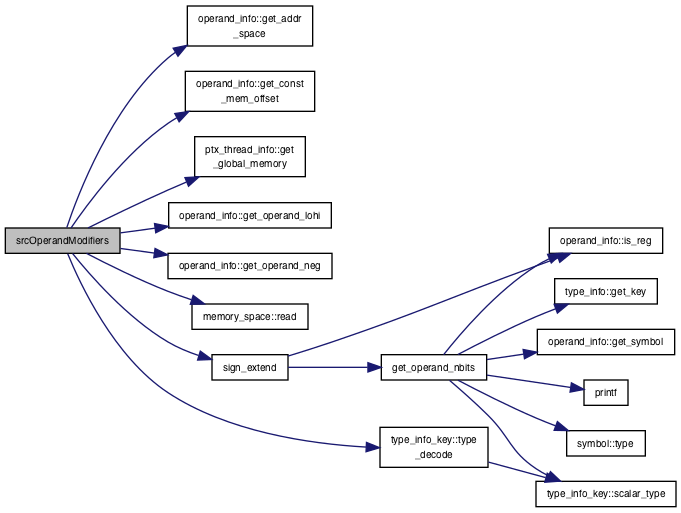 operand_info::get_addr
_space
operand_info::get_const
_mem_offset
ptx_thread_info::get
_global_memory
srcOperandModifiers
operand_info::get_operand_lohi
operand_info::get_operand_neg
memory_space::read
sign_extend
type_info_key::type
_decode
get_operand_nbits
operand_info::is_reg
type_info::get_key
operand_info::get_symbol
printf
symbol::type
type_info_key::scalar_type